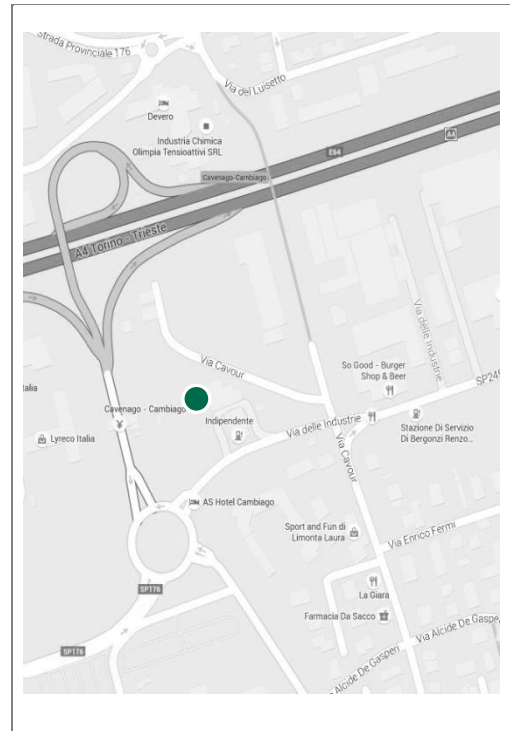 Strada Provinciale 176
Via del Luisetto
Devero
Industria Chimica
Olimpia Tensioattivi SRL
E64
A4
Cavenago-Cambiago
A4 Torino - Trieste
Via delle Industrie
Via Cavour
So Good - Burger
Shop & Beer
SP246
italia
Cavenago - Cambiago
Indipendente
Via delle Industrie
Lyreco Italia
Stazione Di Servizio
Di Bergonzi Renzo...
Via Cavour
AS Hotel Cambiago
Sport and Fun di
Limonta Laura
Via Enrico Fermi
La Giara
SP176
Farmacia Da Sacco
Via Alcide De Gasperi
SP176
Via Alcide De Gasperi